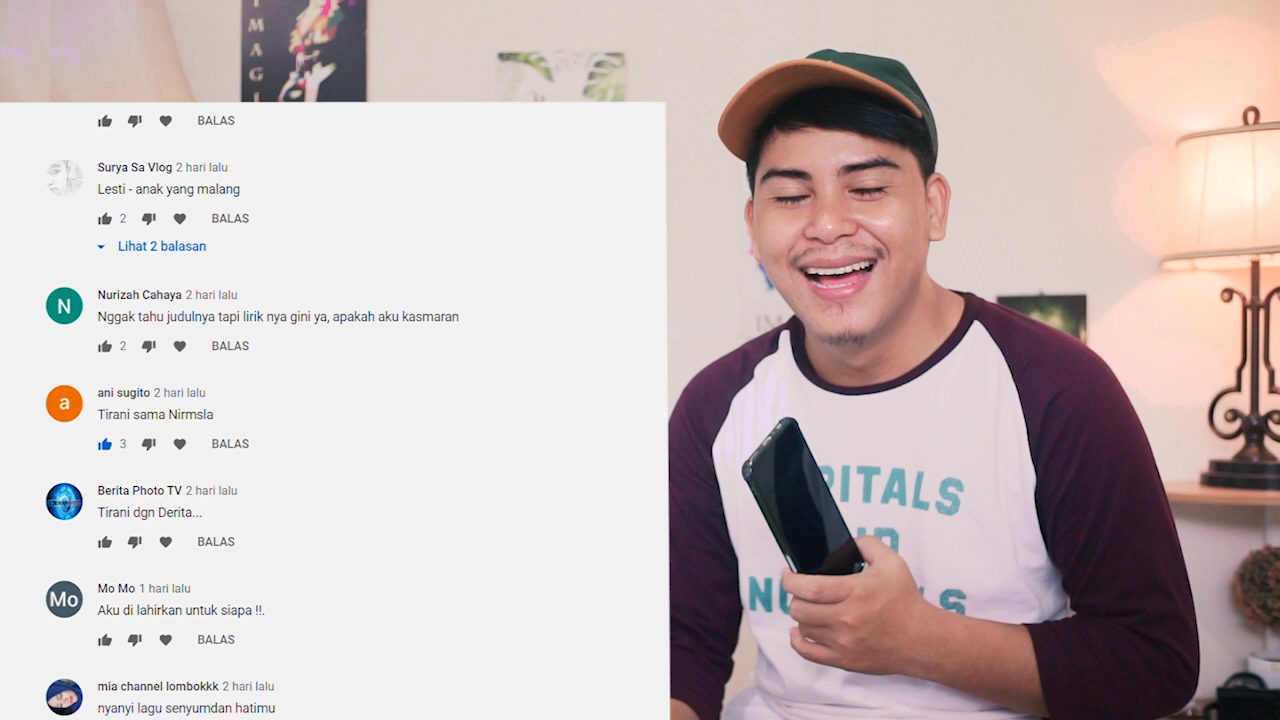 IMAGI
BALAS
Surya Sa Vlog 2 hari lalu
Lesti - anak yang malang
2 BALAS
Lihat 2 balasan
N
Nurizah Cahaya 2 hari lalu
Nggak tahu judulnya tapi lirik nya gini ya, apakah aku kasmaran
2 BALAS
a
ani sugito 2 hari lalu
Tirani sama Nirmsla
3 BALAS
Berita Photo TV 2 hari lalu
Tirani dgn Derita...
BALAS
Mo
Mo Mo 1 hari lalu
Aku di lahirkan untuk siapa !!.
BALAS
mia channel lombokkk 2 hari lalu
nyanyi lagu senyumdan hatimu
PITALS